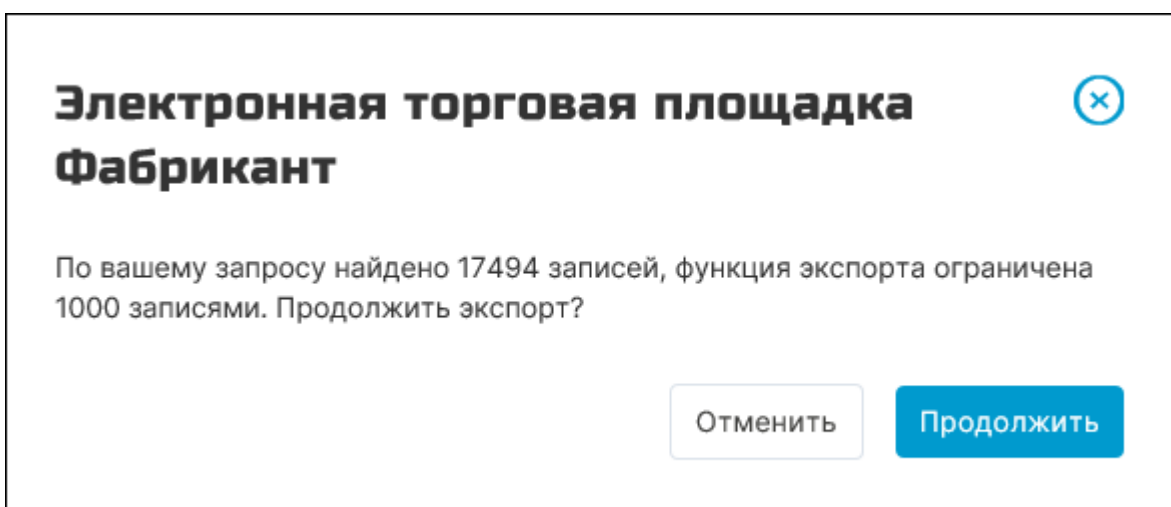 Электронная торговая площадка
Фабрикант
По вашему запросу найдено 17494 записей, функция экспорта ограничена
1000 записями. Продолжить экспорт?
Отменить
Продолжить